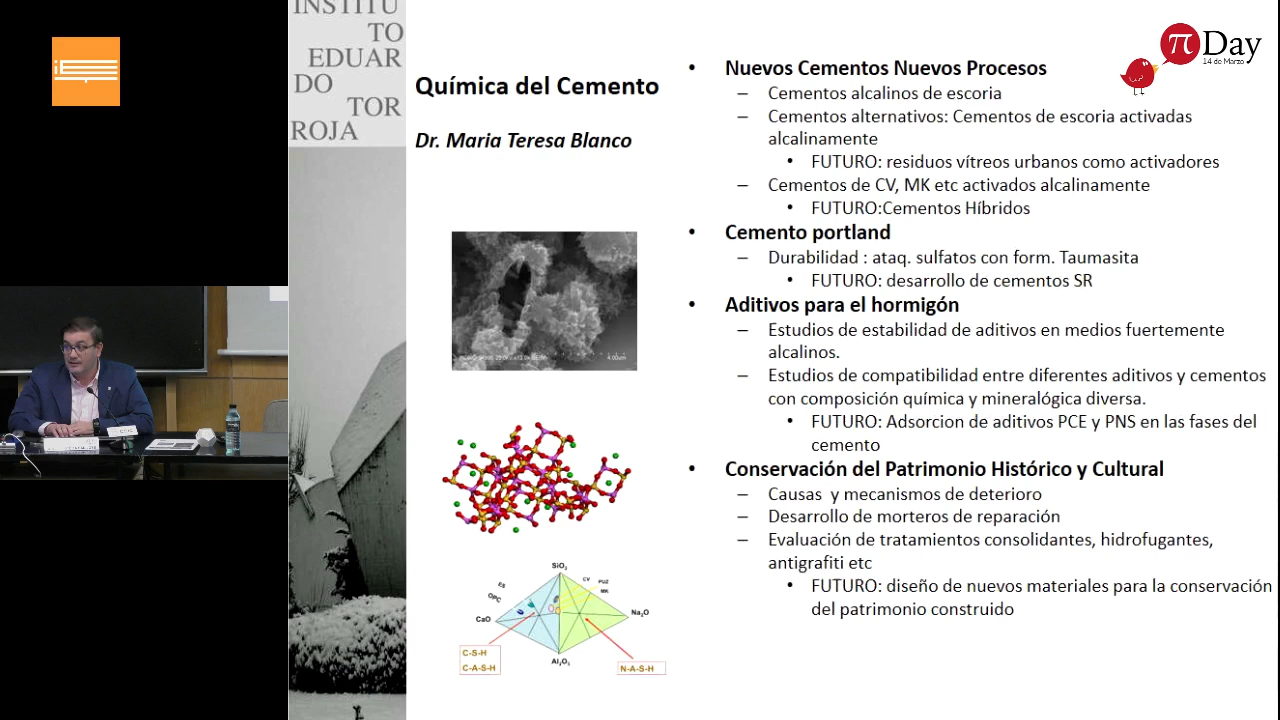 INSTITU
TO
EDUAR
DO
TOR
ROJA
Química del Cemento
Dr. Maria Teresa Blanco
π Day
14 de Marzo
• Nuevos Cementos Nuevos Procesos
– Cementos alcalinos de escoria
– Cementos alternativos: Cementos de escoria activadas
alcalinamente
• FUTURO: residuos vítreos urbanos como activadores
– Cementos de CV, MK etc activados alcalinamente
• FUTURO:Cementos Híbridos
• Cemento portland
– Durabilidad : ataq. sulfatos con form. Taumasita
• FUTURO: desarrollo de cementos SR
• Aditivos para el hormigón
– Estudios de estabilidad de aditivos en medios fuertemente
alcalinos.
– Estudios de compatibilidad entre diferentes aditivos y cementos
con composición química y mineralógica diversa.
• FUTURO: Adsorcion de aditivos PCE y PNS en las fases del
cemento
• Conservación del Patrimonio Histórico y Cultural
– Causas y mecanismos de deterioro
– Desarrollo de morteros de reparación
– Evaluación de tratamientos consolidantes, hidrofugantes,
antigrafiti etc
• FUTURO: diseño de nuevos materiales para la conservación
del patrimonio construido
4.00um
SiO₂
ES
OPC
CV
PUZ
MK
CaO
Na₂O
Al₂O₃
C-S-H
C-A-S-H
N-A-S-H